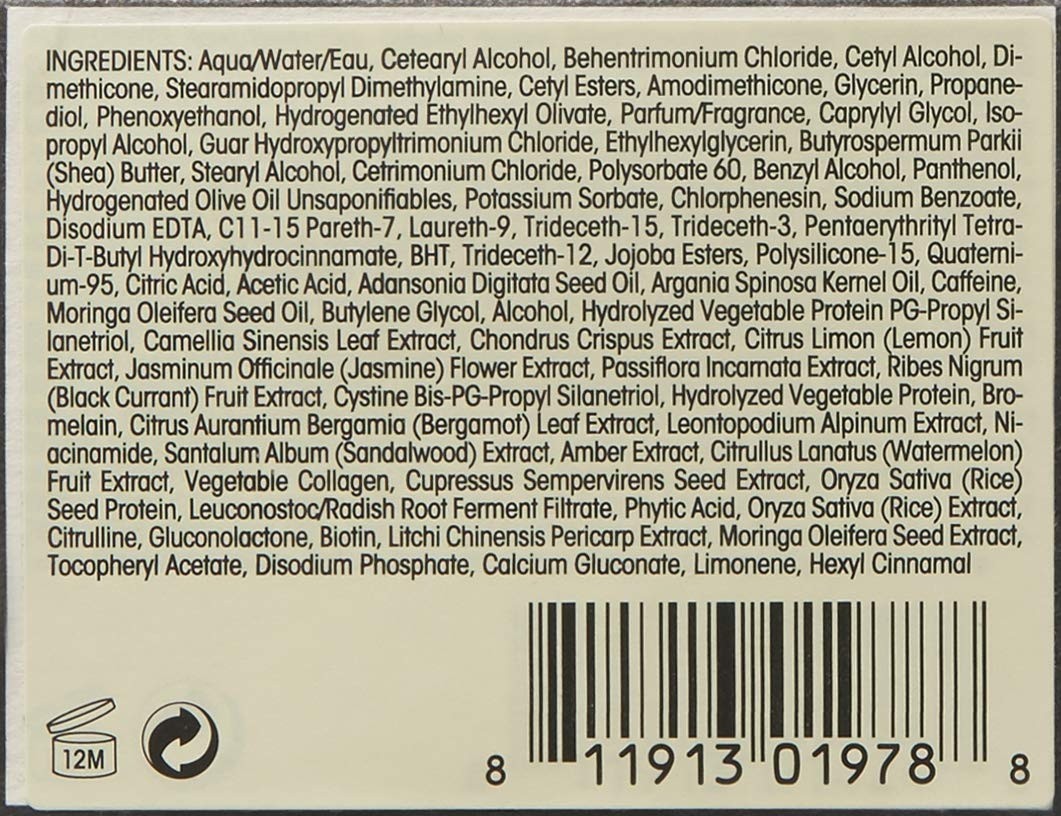 INGREDIENTS: Aqua/Water/Eau, Cetearyl Alcohol, Behentrimonium Chloride, Cetyl Alcohol, Di-
methicone, Stearamidopropyl Dimethylamine, Cetyl Esters, Amodimethicone, Glycerin, Propane-
diol, Phenoxyethanol, Hydrogenated Ethylhexyl Olivate, Parfum/Fragrance, Caprylyl Glycol, Iso-
propyl Alcohol, Guar Hydroxypropyltrimonium Chloride, Ethylhexylglycerin, Butyrospermum Parkii
(Shea) Butter, Stearyl Alcohol, Cetrimonium Chloride, Polysorbate 60, Benzyl Alcohol, Panthenol,
Hydrogenated Olive Oil Unsaponifiables, Potassium Sorbate, Chlorphenesin, Sodium Benzoate,
Disodium EDTA, C11-15 Pareth-7, Laureth-9, Trideceth-15, Trideceth-3, Pentaerythrityl Tetra-
Di-T-Butyl Hydroxyhydrocinnamate, BHT, Trideceth-12, Jojoba Esters, Polysilicone-15, Quaterni-
um-95, Citric Acid, Acetic Acid, Adansonia Digitata Seed Oil, Argania Spinosa Kernel Oil, Caffeine,
Moringa Oleifera Seed Oil, Butylene Glycol, Alcohol, Hydrolyzed Vegetable Protein PG-Propyl Si-
lanetriol, Camellia Sinensis Leaf Extract, Chondrus Crispus Extract, Citrus Limon (Lemon) Fruit
Extract, Jasminum Officinale (Jasmine) Flower Extract, Passiflora Incarnata Extract, Ribes Nigrum
(Black Currant) Fruit Extract, Cystine Bis-PG-Propyl Silanetriol, Hydrolyzed Vegetable Protein, Bro-
melain, Citrus Aurantium Bergamia (Bergamot) Leaf Extract, Leontopodium Alpinum Extract, Ni-
acinamide, Santalum Album (Sandalwood) Extract, Amber Extract, Citrullus Lanatus (Watermelon)
Fruit Extract, Vegetable Collagen, Cupressus Sempervirens Seed Extract, Oryza Sativa (Rice)
Seed Protein, Leuconostoc/Radish Root Ferment Filtrate, Phytic Acid, Oryza Sativa (Rice) Extract,
Citrulline, Gluconolactone, Biotin, Litchi Chinensis Pericarp Extract, Moringa Oleifera Seed Extract,
Tocopheryl Acetate, Disodium Phosphate, Calcium Gluconate, Limonene, Hexyl Cinnamal
12M
8 11913 01978 8